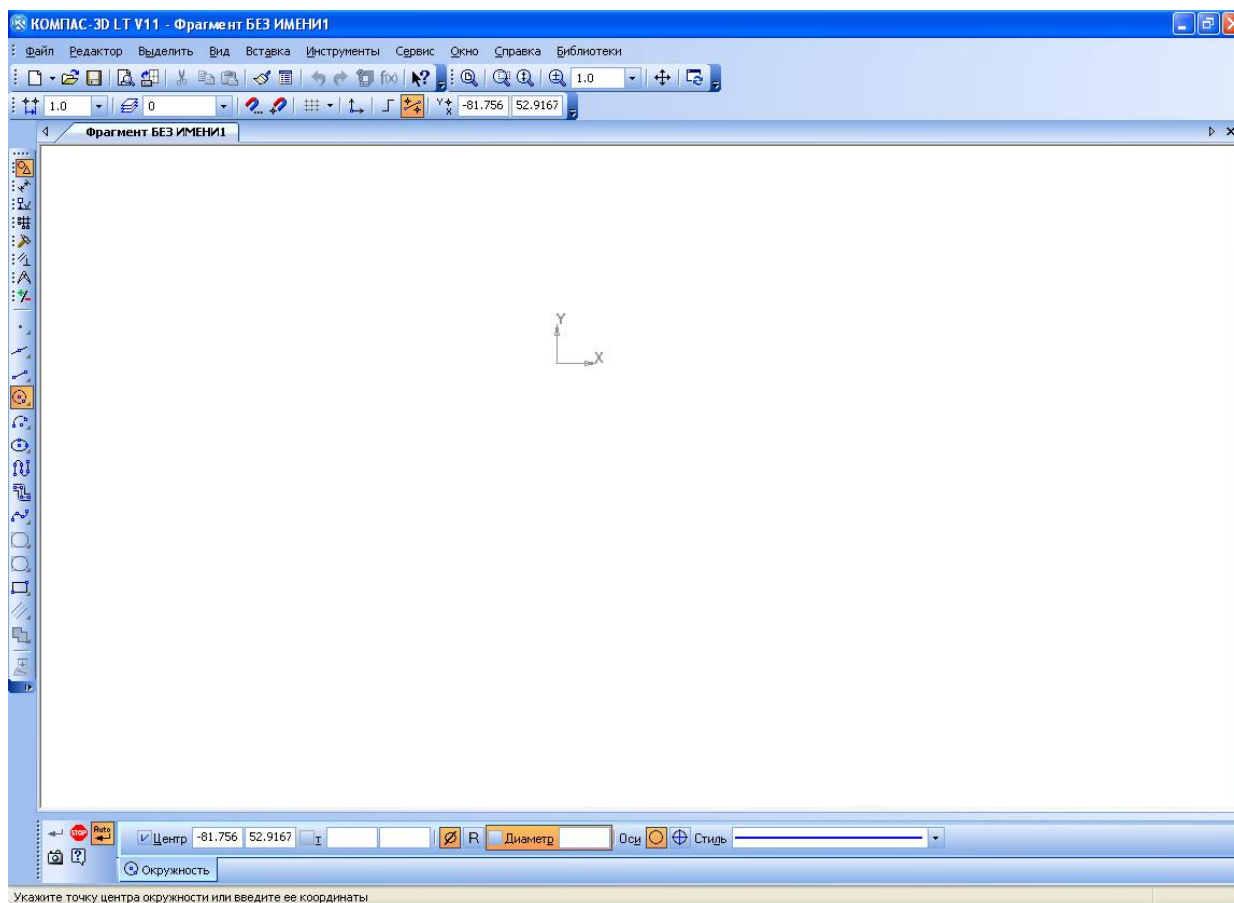 КОМПАС-3D LT V11 - Фрагмент БЕЗ ИМЕНИ1
Файл Редактор Выделить Вид Вставка Инструменты Сервис Окно Справка Библиотеки
f(x) 1.0
1.0 0 -81.756 52.9167
Фрагмент БЕЗ ИМЕНИ1
Y
X
STOP Auto Центр -81.756 52.9167 т R Диаметр Оси Стиль
Окружность
Укажите точку центра окружности или введите ее координаты